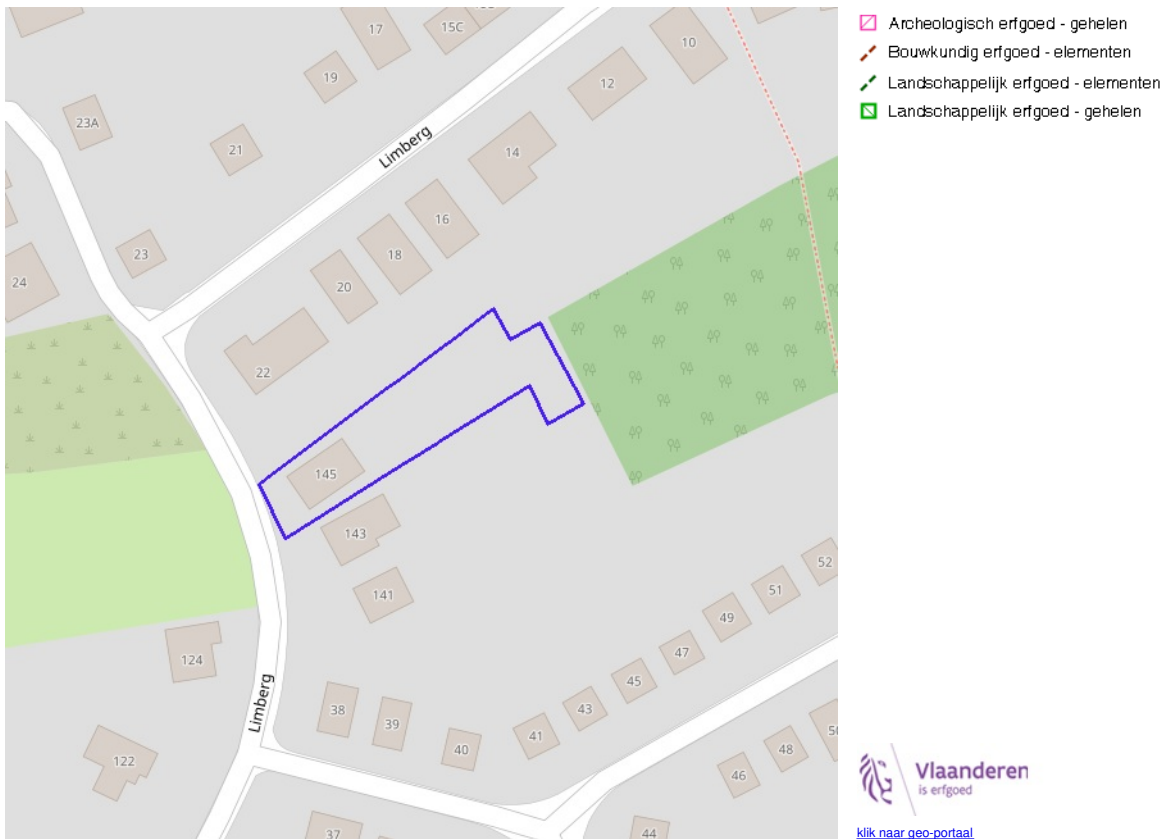 17
15C
10
19
12
23A
21
Limberg
14
16
23
18
24
20
22
145
143
52
141
51
49
124
47
45
Limberg
38
43
39
41
40
122
48
46
37
44
Archeologisch erfgoed - gehelen
Bouwkundig erfgoed - elementen
Landschappelijk erfgoed - elementen
Landschappelijk erfgoed - gehelen
Vlaanderen
is erfgoed
klik naar geo-portaal